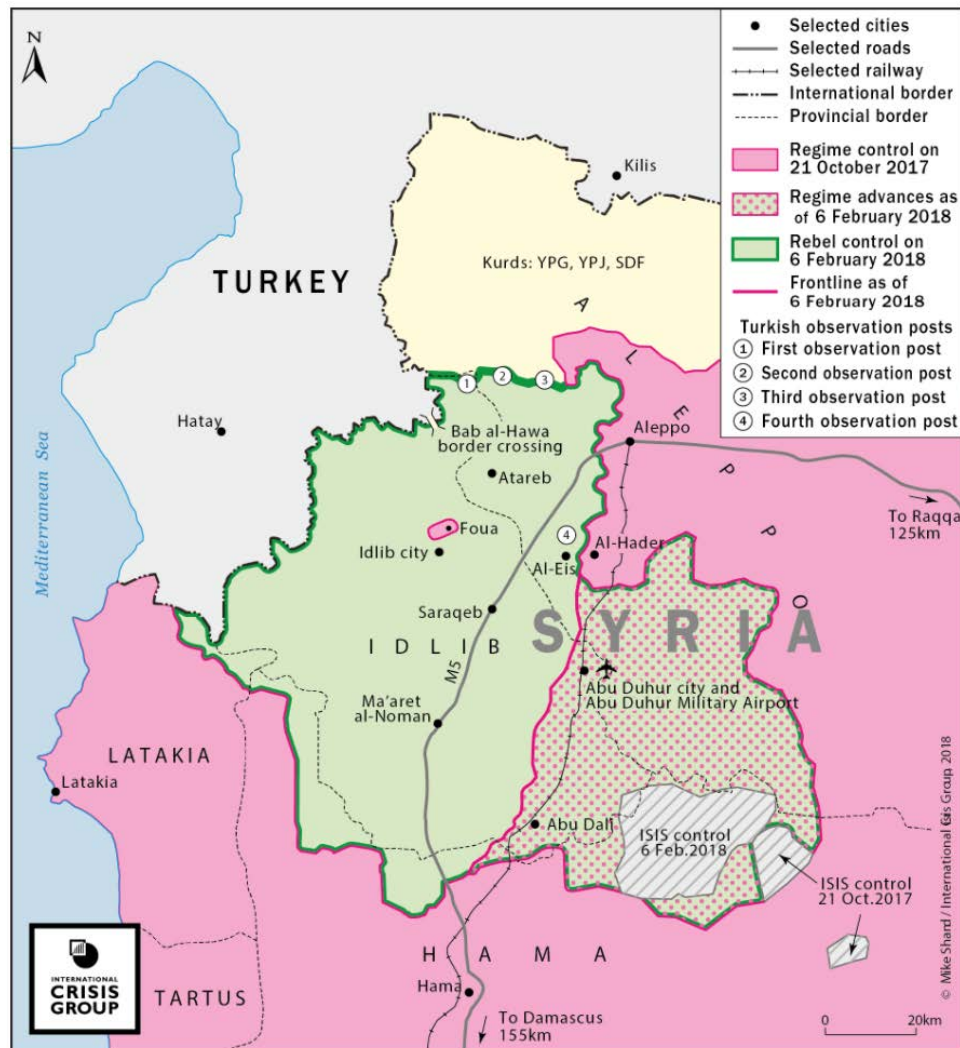 N
Selected cities
Selected roads
Selected railway
International border
Provincial border
Regime control on
21 October 2017
Regime advances as
of 6 February 2018
Rebel control on
6 February 2018
Frontline as of
6 February 2018
Turkish observation posts
1 First observation post
2 Second observation post
3 Third observation post
4 Fourth observation post
Kilis
TURKEY
Kurds: YPG, YPJ, SDF
ALEPPO
1
2
3
Hatay
Bab al-Hawa
border crossing
Aleppo
Atareb
To Raqqa
125km
Mediterranean Sea
Foua
Idlib city
4
Al-Hader
Al-Eis
Saraqeb
SYRIA
IDLIB
M5
Abu Duhur city and
Abu Duhur Military Airport
Ma'aret
al-Noman
LATAKIA
Latakia
Abu Dali
ISIS control
6 Feb.2018
ISIS control
21 Oct.2017
HAMA
TARTUS
Hama
To Damascus
155km
INTERNATIONAL
CRISIS
GROUP
0 20km
© Mike Shard / International Group 2018